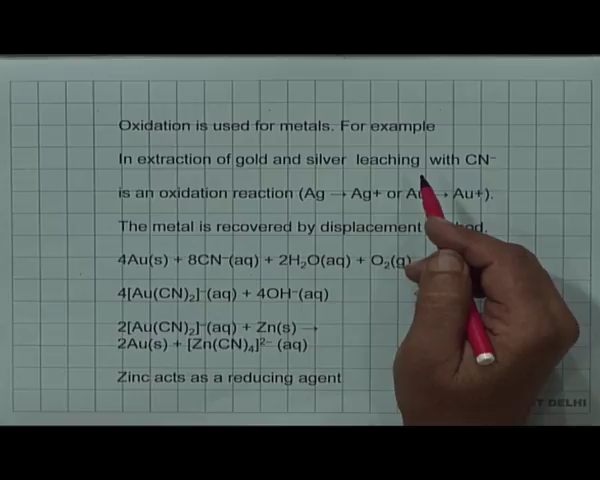 Oxidation is used for metals. For example
In extraction of gold and silver leaching with CN⁻
is an oxidation reaction (Ag → Ag+ or Au → Au+).
The metal is recovered by displacement
4Au(s) + 8CN⁻(aq) + 2H₂O(aq) + O₂(g)
4[Au(CN)₂]⁻(aq) + 4OH⁻(aq)
2[Au(CN)₂]⁻(aq) + Zn(s) →
2Au(s) + [Zn(CN)₄]²⁻ (aq)
Zinc acts as a reducing agent
DELHI